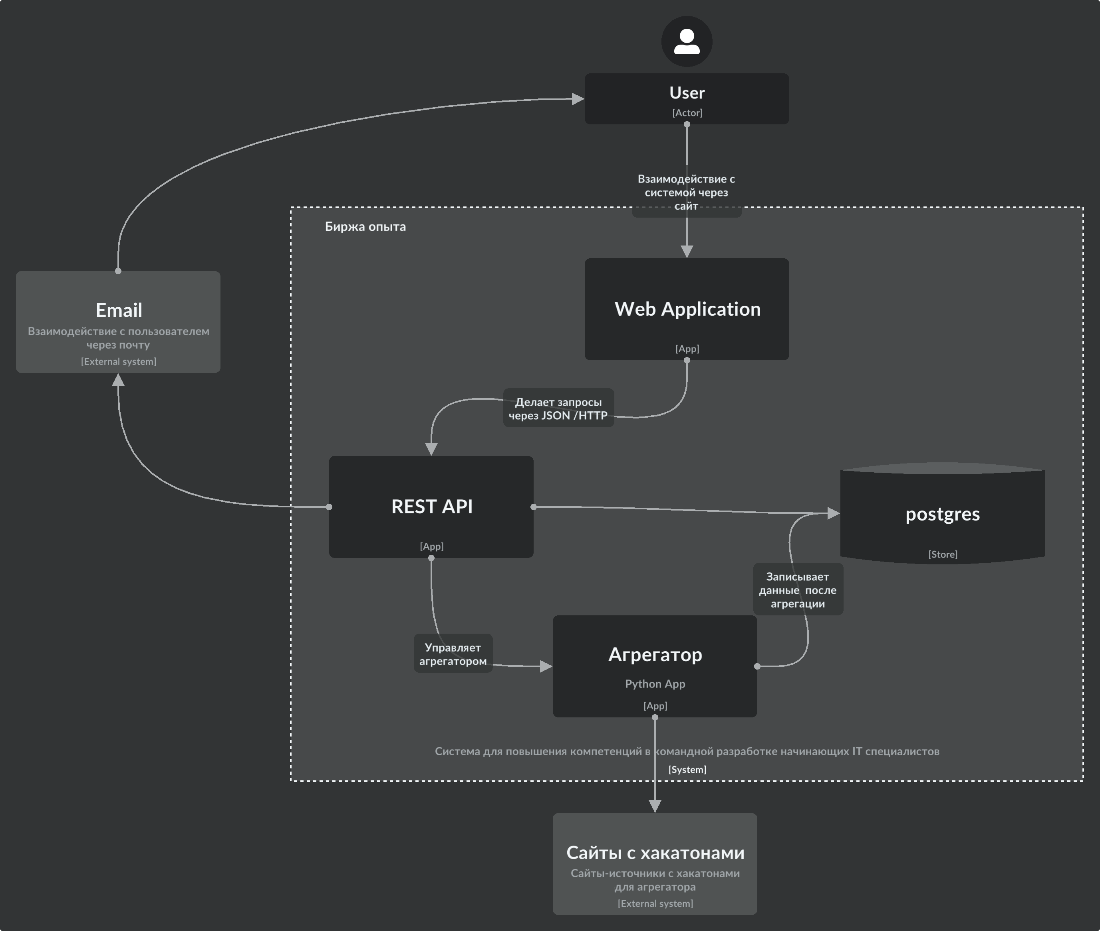 User
[Actor]
Взаимодействие с
системой через
сайт
Биржа опыта
Web Application
[App]
Email
Взаимодействие с пользователем
через почту
[External system]
Делает запросы
через JSON /HTTP
REST API
[App]
postgres
[Store]
Записывает
данные после
агрегации
Управляет
агрегатором
Агрегатор
Python App
[App]
Система для повышения компетенций в командной разработке начинающих IT специалистов
[System]
Сайты с хакатонами
Сайты-источники с хакатонами
для агрегатора
[External system]